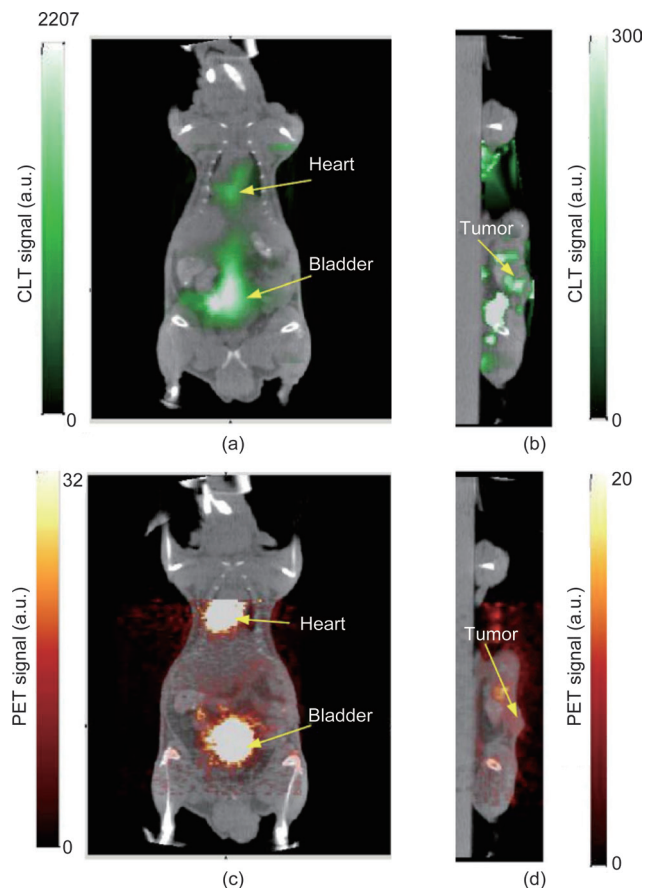 2207
300
CLT signal (a.u.)
Heart
Bladder
Tumor
CLT signal (a.u.)
0
0
(a)
(b)
32
20
PET signal (a.u.)
Heart
Bladder
Tumor
PET signal (a.u.)
0
0
(c)
(d)